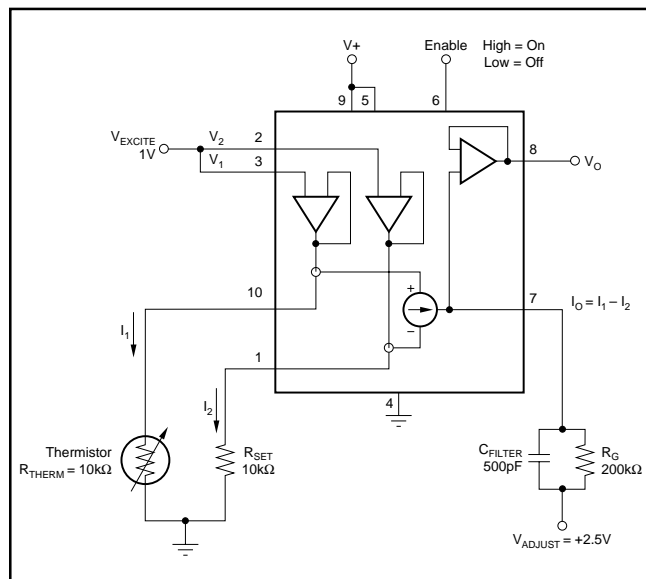 V+
Enable
High = On
Low = Off
9
5
6
V_EXCITE
1V
V₂
2
V₁
3
8
V_O
+
–
10
7
I_O = I₁ – I₂
I₁
1
I₂
4
Thermistor
R_THERM = 10kΩ
R_SET
10kΩ
C_FILTER
500pF
R_G
200kΩ
V_ADJUST = +2.5V